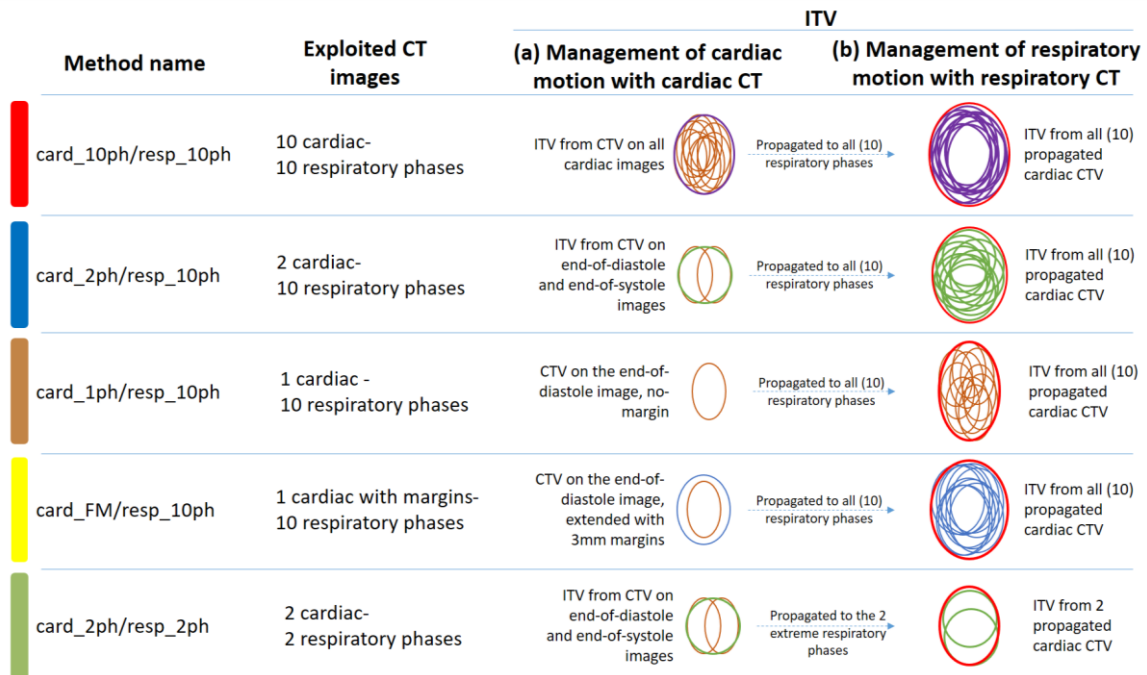 ITV
Method name
Exploited CT
images
(a) Management of cardiac
motion with cardiac CT
(b) Management of respiratory
motion with respiratory CT
card_10ph/resp_10ph
10 cardiac-
10 respiratory phases
ITV from CTV on all
cardiac images
Propagated to all (10)
respiratory phases
ITV from all (10)
propagated
cardiac CTV
card_2ph/resp_10ph
2 cardiac-
10 respiratory phases
ITV from CTV on
end-of-diastole
and end-of-systole
images
Propagated to all (10)
respiratory phases
ITV from all (10)
propagated
cardiac CTV
card_1ph/resp_10ph
1 cardiac -
10 respiratory phases
CTV on the end-of-
diastole image, no-
margin
Propagated to all (10)
respiratory phases
ITV from all (10)
propagated
cardiac CTV
card_FM/resp_10ph
1 cardiac with margins-
10 respiratory phases
CTV on the end-of-
diastole image,
extended with
3mm margins
Propagated to all (10)
respiratory phases
ITV from all (10)
propagated
cardiac CTV
card_2ph/resp_2ph
2 cardiac-
2 respiratory phases
ITV from CTV on
end-of-diastole
and end-of-systole
images
Propagated to the 2
extreme respiratory
phases
ITV from 2
propagated
cardiac CTV